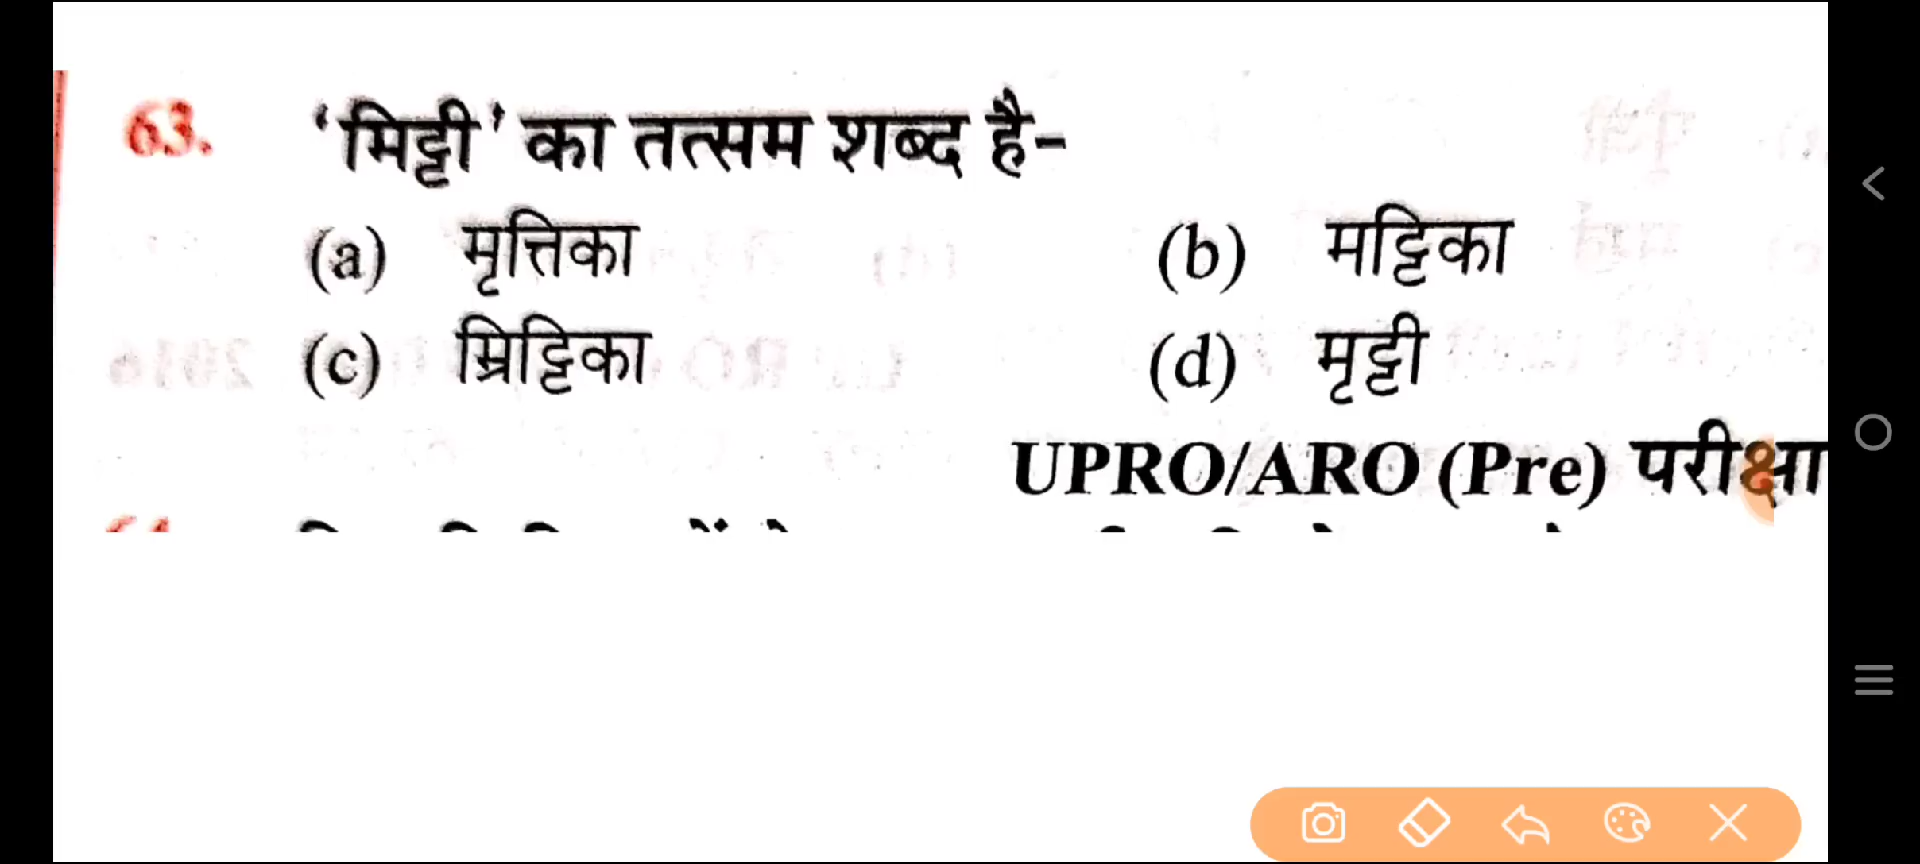 63. 'मिट्टी' का तत्सम शब्द है-
(a) मृत्तिका (b) मट्टिका
(c) म्रिट्टिका (d) मृट्टी
UPRO/ARO (Pre) परीक्षा